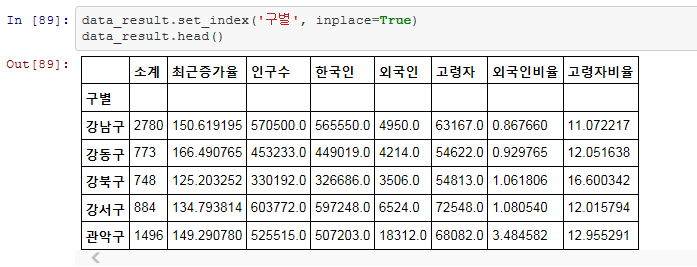 In [89]: data_result.set_index('구별', inplace=True)
data_result.head()
Out[89]:
소계 최근증가율 인구수 한국인 외국인 고령자 외국인비율 고령자비율
구별
강남구 2780 150.619195 570500.0 565550.0 4950.0 63167.0 0.867660 11.072217
강동구 773 166.490765 453233.0 449019.0 4214.0 54622.0 0.929765 12.051638
강북구 748 125.203252 330192.0 326686.0 3506.0 54813.0 1.061806 16.600342
강서구 884 134.793814 603772.0 597248.0 6524.0 72548.0 1.080540 12.015794
관악구 1496 149.290780 525515.0 507203.0 18312.0 68082.0 3.484582 12.955291